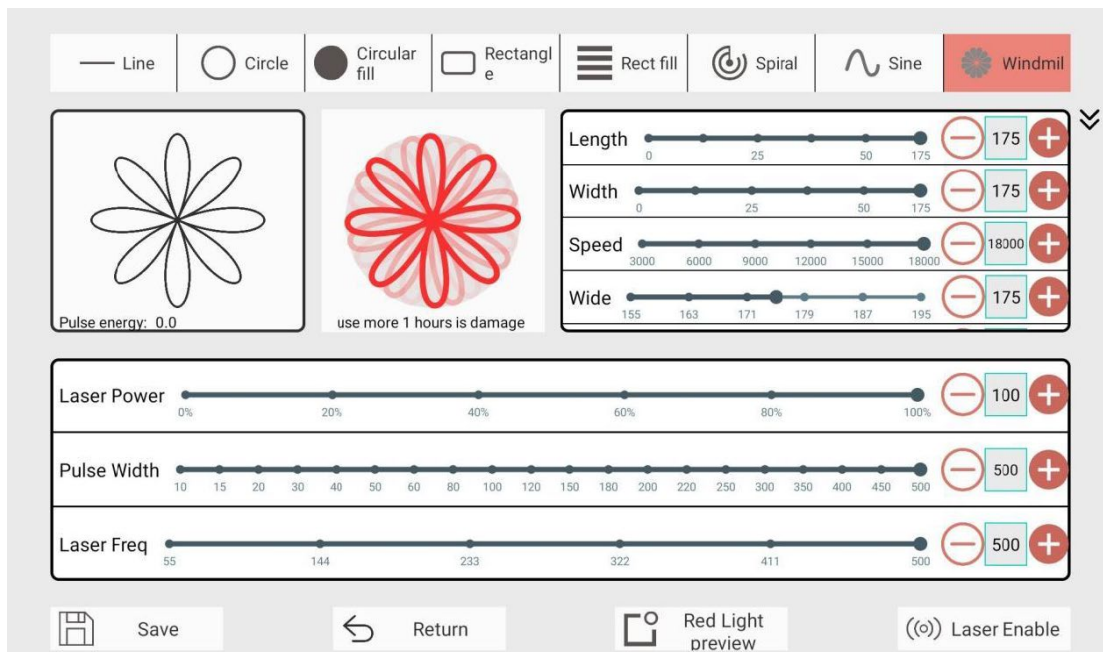 Line
Circle
Circular
fill
Rectangl
e
Rect fill
Spiral
Sine
Windmil
Pulse energy: 0.0
use more 1 hours is damage
Length
0 25 50 175
175
Width
0 25 50 175
175
Speed
3000 6000 9000 12000 15000 18000
18000
Wide
155 163 171 179 187 195
175
Laser Power
0% 20% 40% 60% 80% 100%
100
Pulse Width
10 15 20 30 40 50 60 80 100 120 150 180 200 220 250 300 350 400 450 500
500
Laser Freq
55 144 233 322 411 500
500
Save
Return
Red Light
preview
Laser Enable